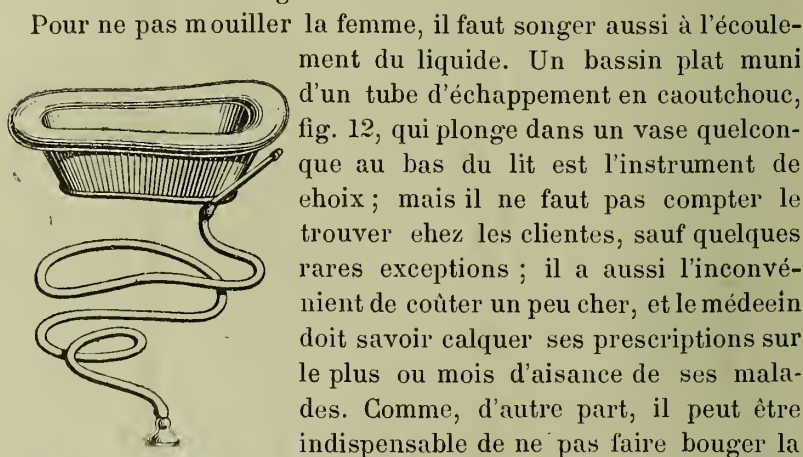 Pour ne pas mouiller la femme, il faut songer aussi à l'écoule-
ment du liquide. Un bassin plat muni
d'un tube d'échappement en caoutchouc,
fig. 12, qui plonge dans un vase quelcon-
que au bas du lit est l'instrument de
ehoix ; mais il ne faut pas compter le
trouver ehez les clientes, sauf quelques
rares exceptions ; il a aussi l'inconvé-
nient de coûter un peu cher, et le médeein
doit savoir calquer ses prescriptions sur
le plus ou mois d'aisance de ses mala-
des. Comme, d'autre part, il peut être
indispensable de ne pas faire bouger la